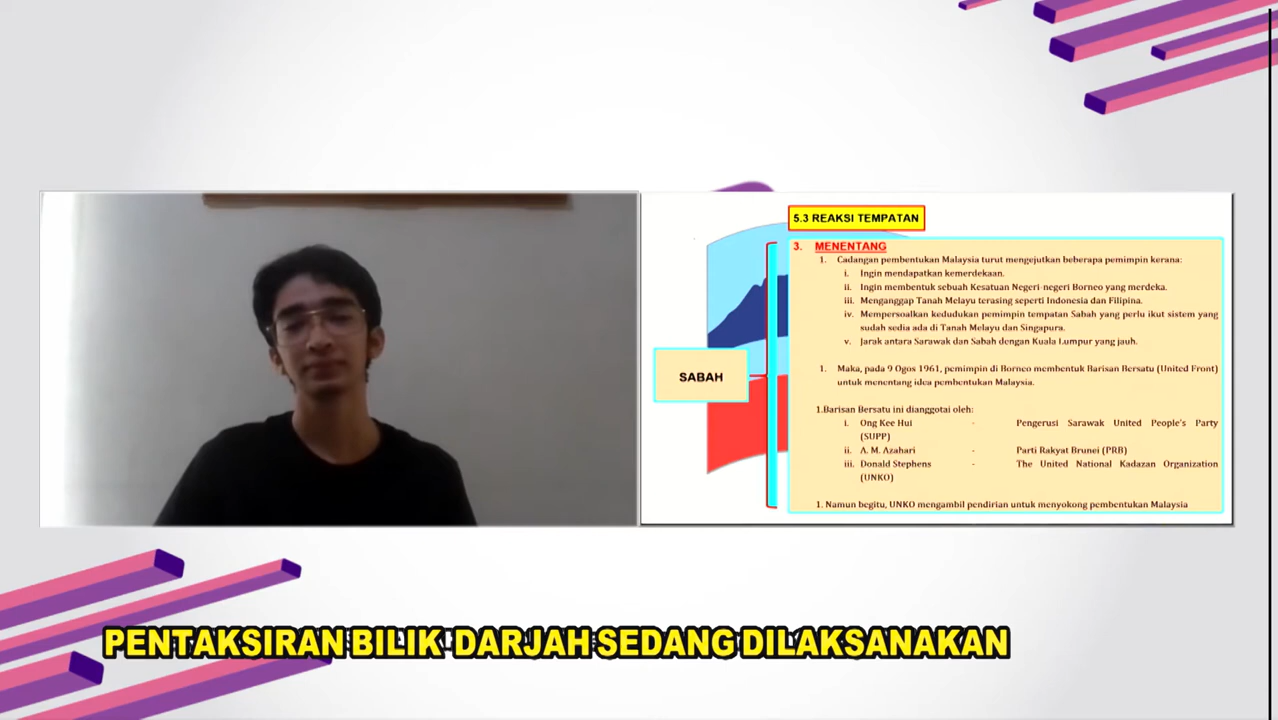 5.3 REAKSI TEMPATAN
3. MENENTANG
1. Cadangan pembentukan Malaysia turut mengejutkan beberapa pemimpin kerana:
i. Ingin mendapatkan kemerdekaan.
ii. Ingin membentuk sebuah Kesatuan Negeri-negeri Borneo yang merdeka.
iii. Menganggap Tanah Melayu terasing seperti Indonesia dan Filipina.
iv. Mempersoalkan kedudukan pemimpin tempatan Sabah yang perlu ikut sistem yang
sudah sedia ada di Tanah Melayu dan Singapura.
v. Jarak antara Sarawak dan Sabah dengan Kuala Lumpur yang jauh.
SABAH
1. Maka, pada 9 Ogos 1961, pemimpin di Borneo membentuk Barisan Bersatu (United Front)
untuk menentang idea pembentukan Malaysia.
1.Barisan Bersatu ini dianggotai oleh:
i. Ong Kee Hui - Pengerusi Sarawak United People's Party
(SUPP)
ii. A. M. Azahari - Parti Rakyat Brunei (PRB)
iii. Donald Stephens - The United National Kadazan Organization
(UNKO)
1. Namun begitu, UNKO mengambil pendirian untuk menyokong pembentukan Malaysia
PENTAKSIRAN BILIK DARJAH SEDANG DILAKSANAKAN